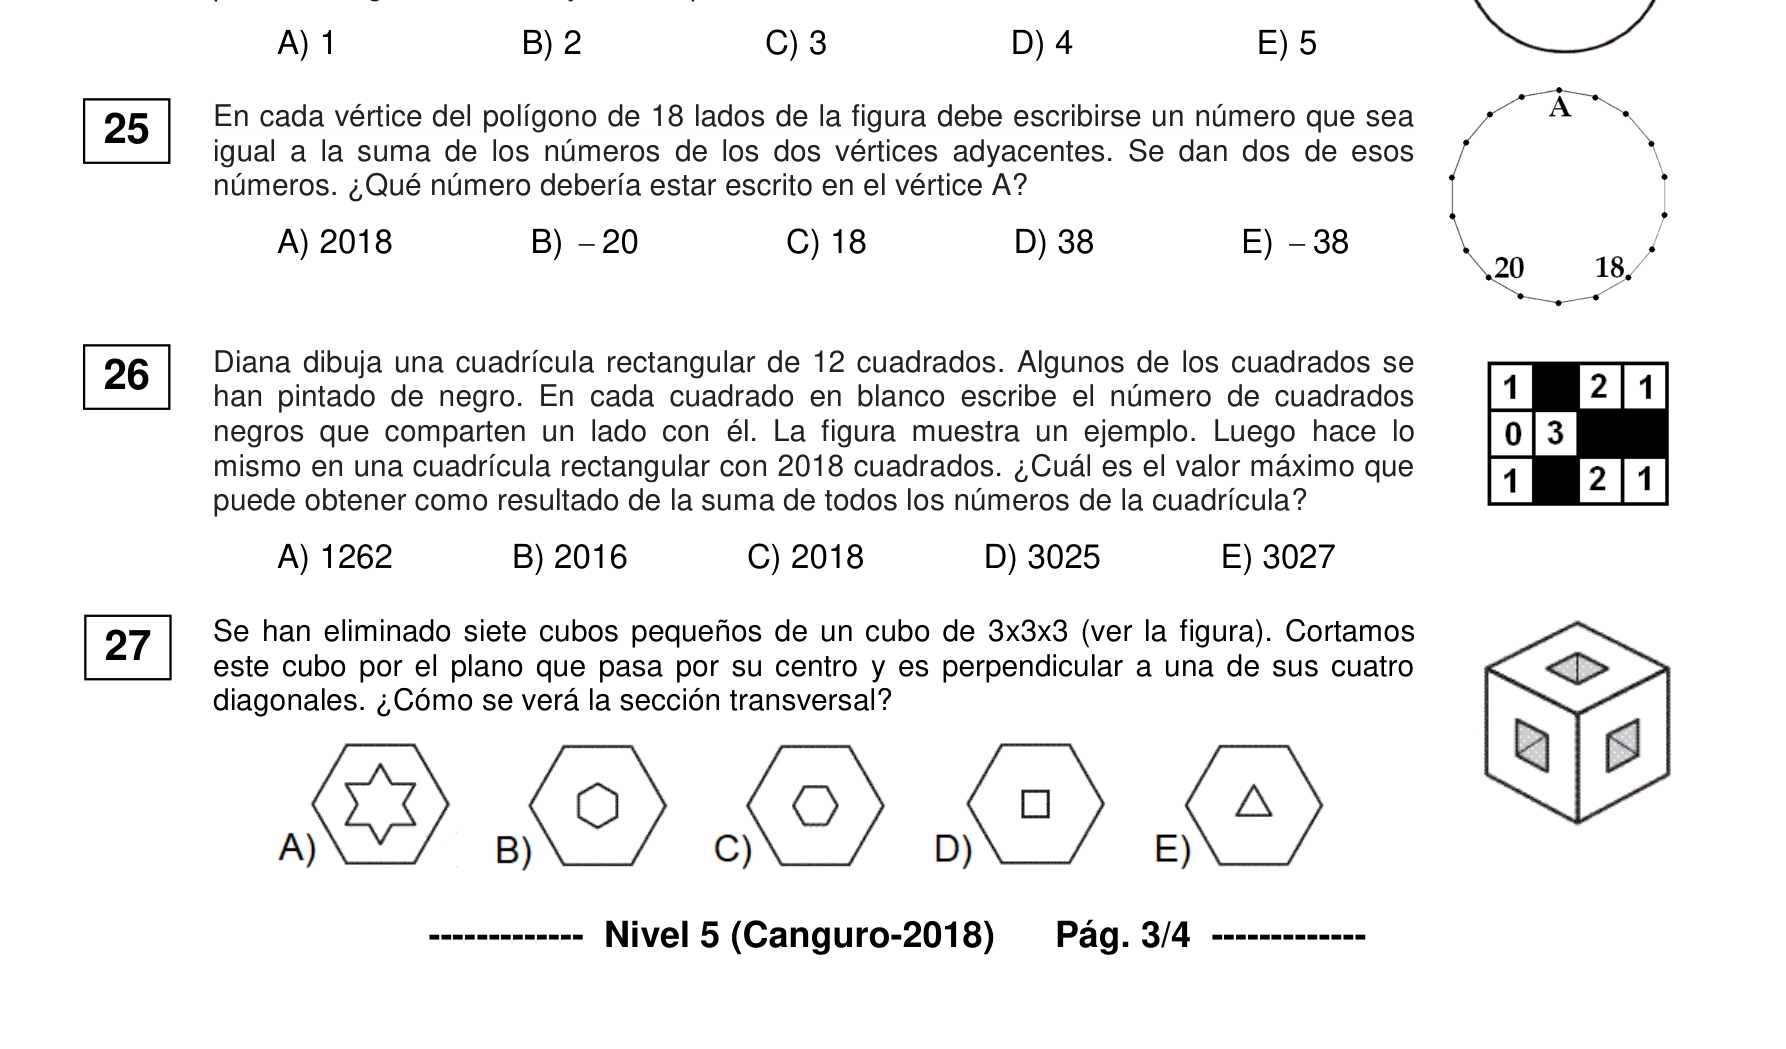 A) 1 B) 2 C) 3 D) 4 E) 5
25 En cada vértice del polígono de 18 lados de la figura debe escribirse un número que sea
igual a la suma de los números de los dos vértices adyacentes. Se dan dos de esos
números. ¿Qué número debería estar escrito en el vértice A?
A) 2018 B) – 20 C) 18 D) 38 E) – 38
A
20 18
26 Diana dibuja una cuadrícula rectangular de 12 cuadrados. Algunos de los cuadrados se
han pintado de negro. En cada cuadrado en blanco escribe el número de cuadrados
negros que comparten un lado con él. La figura muestra un ejemplo. Luego hace lo
mismo en una cuadrícula rectangular con 2018 cuadrados. ¿Cuál es el valor máximo que
puede obtener como resultado de la suma de todos los números de la cuadrícula?
A) 1262 B) 2016 C) 2018 D) 3025 E) 3027
1 2 1
0 3
1 2 1
27 Se han eliminado siete cubos pequeños de un cubo de 3x3x3 (ver la figura). Cortamos
este cubo por el plano que pasa por su centro y es perpendicular a una de sus cuatro
diagonales. ¿Cómo se verá la sección transversal?
A) B) C) D) E)
------------- Nivel 5 (Canguro-2018) Pág. 3/4 -------------